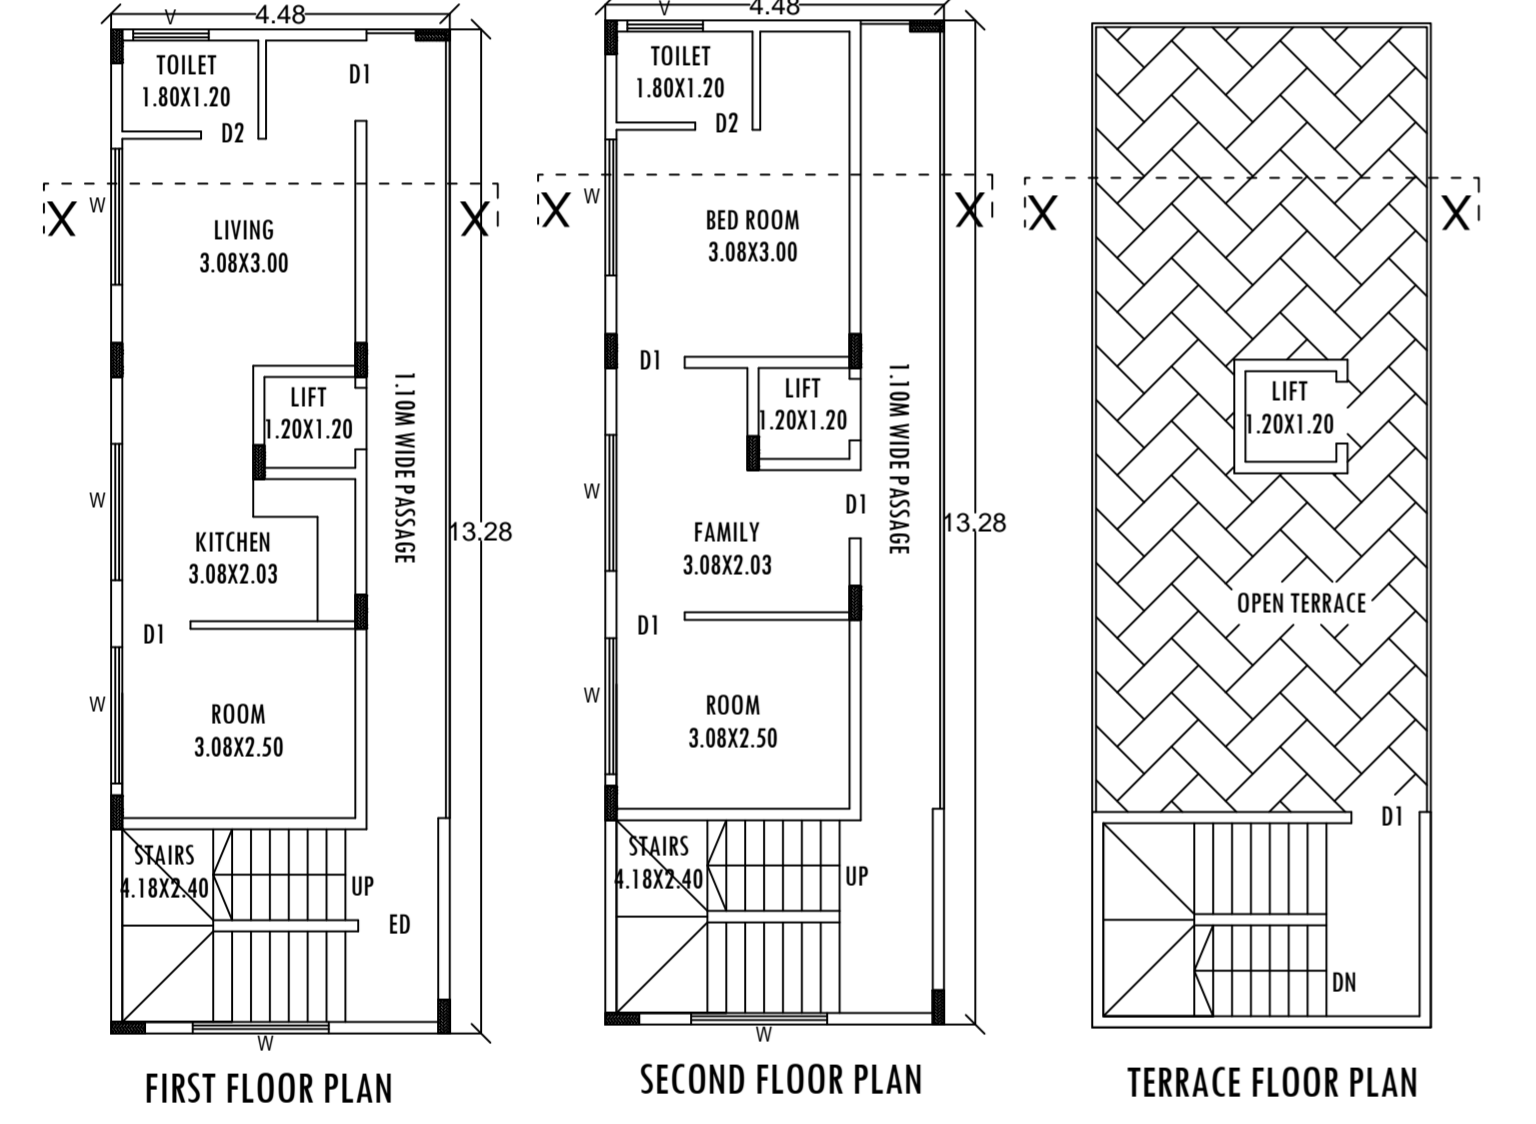 V
4.48
TOILET
1.80X1.20
D2
D1
X
W
X
LIVING
3.08X3.00
LIFT
1.20X1.20
1.10M WIDE PASSAGE
W
13.28
KITCHEN
3.08X2.03
D1
W
ROOM
3.08X2.50
STAIRS
4.18X2.40
UP
ED
W
FIRST FLOOR PLAN
V
4.48
TOILET
1.80X1.20
D2
X
W
X
BED ROOM
3.08X3.00
D1
LIFT
1.20X1.20
1.10M WIDE PASSAGE
W
D1
13.28
FAMILY
3.08X2.03
D1
W
ROOM
3.08X2.50
STAIRS
4.18X2.40
UP
W
SECOND FLOOR PLAN
X
X
LIFT
1.20X1.20
OPEN TERRACE
D1
DN
TERRACE FLOOR PLAN